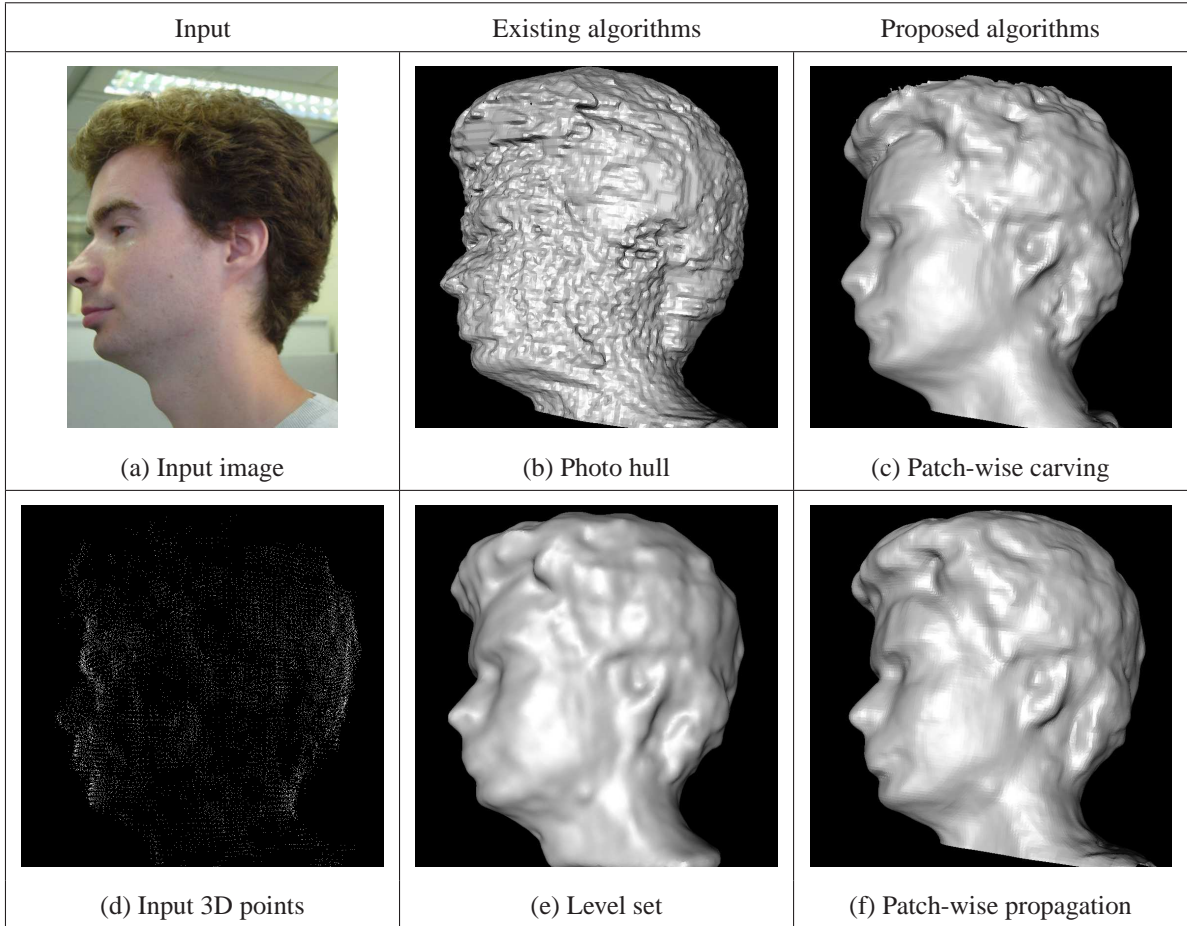 Input
Existing algorithms
Proposed algorithms
(a) Input image
(b) Photo hull
(c) Patch-wise carving
(d) Input 3D points
(e) Level set
(f) Patch-wise propagation